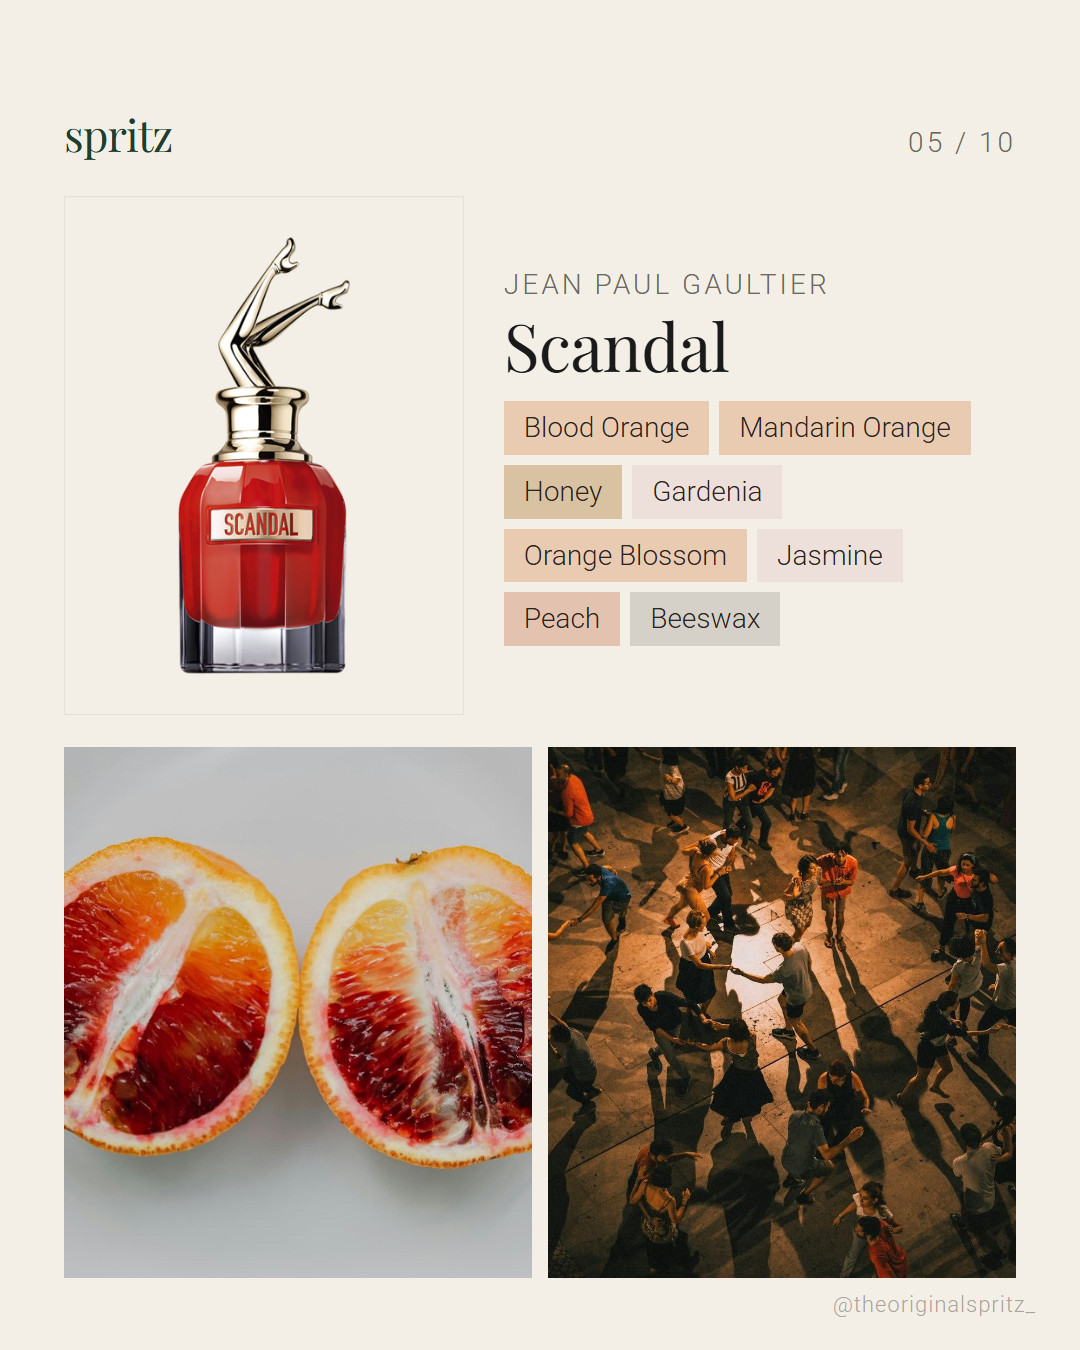 spritz
05 / 10
JEAN PAUL GAULTIER
Scandal
Blood Orange
Mandarin Orange
Honey
Gardenia
Orange Blossom
Jasmine
Peach
Beeswax
SCANDAL
@theoriginalspritz_